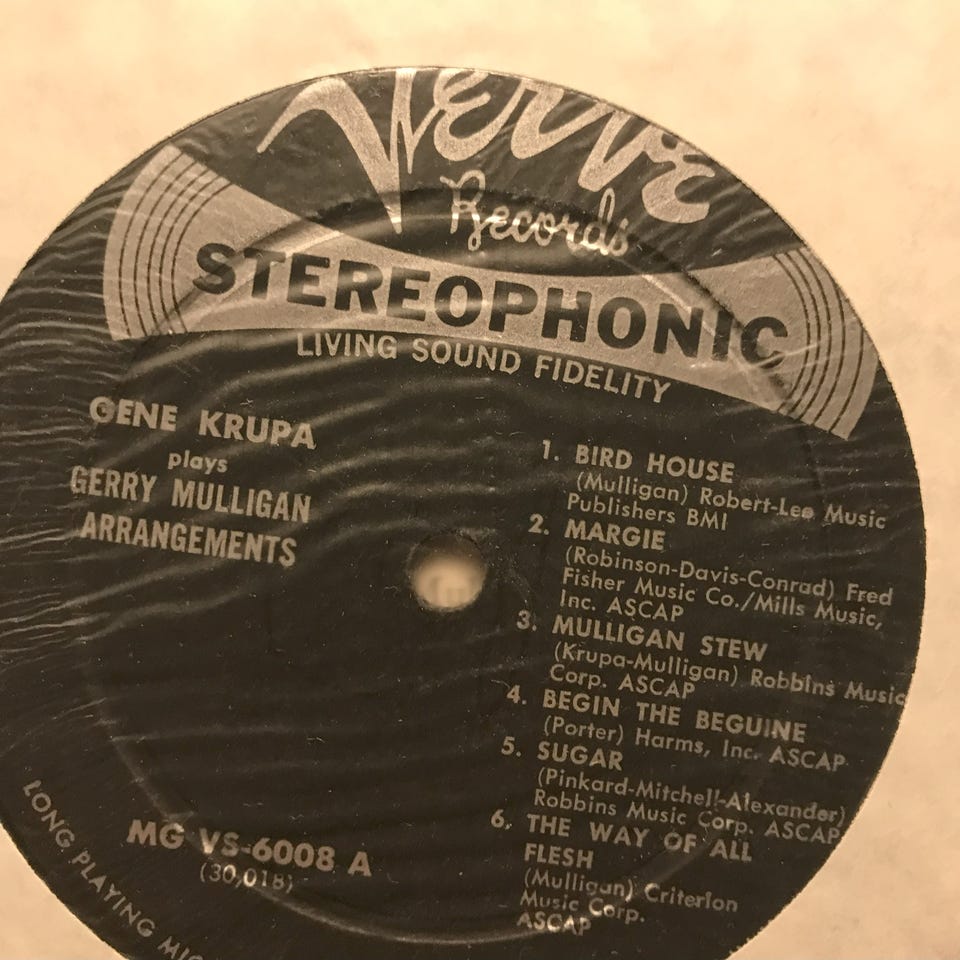 Verve
Records
STEREOPHONIC
LIVING SOUND FIDELITY
GENE KRUPA
plays
GERRY MULLIGAN
ARRANGEMENTS
1. BIRD HOUSE
(Mulligan) Robert-Lee Music
Publishers BMI
2. MARGIE
(Robinson-Davis-Conrad) Fred
Fisher Music Co./Mills Music,
Inc. ASCAP
3. MULLIGAN STEW
(Krupa-Mulligan) Robbins Music
Corp. ASCAP
4. BEGIN THE BEGUINE
(Porter) Harms, Inc. ASCAP
5. SUGAR
(Pinkard-Mitchell-Alexander)
Robbins Music Corp. ASCAP
6. THE WAY OF ALL
FLESH
(Mulligan) Criterion
Music Corp.
ASCAP
MG VS-6008 A
(30,018)
LONG PLAYING